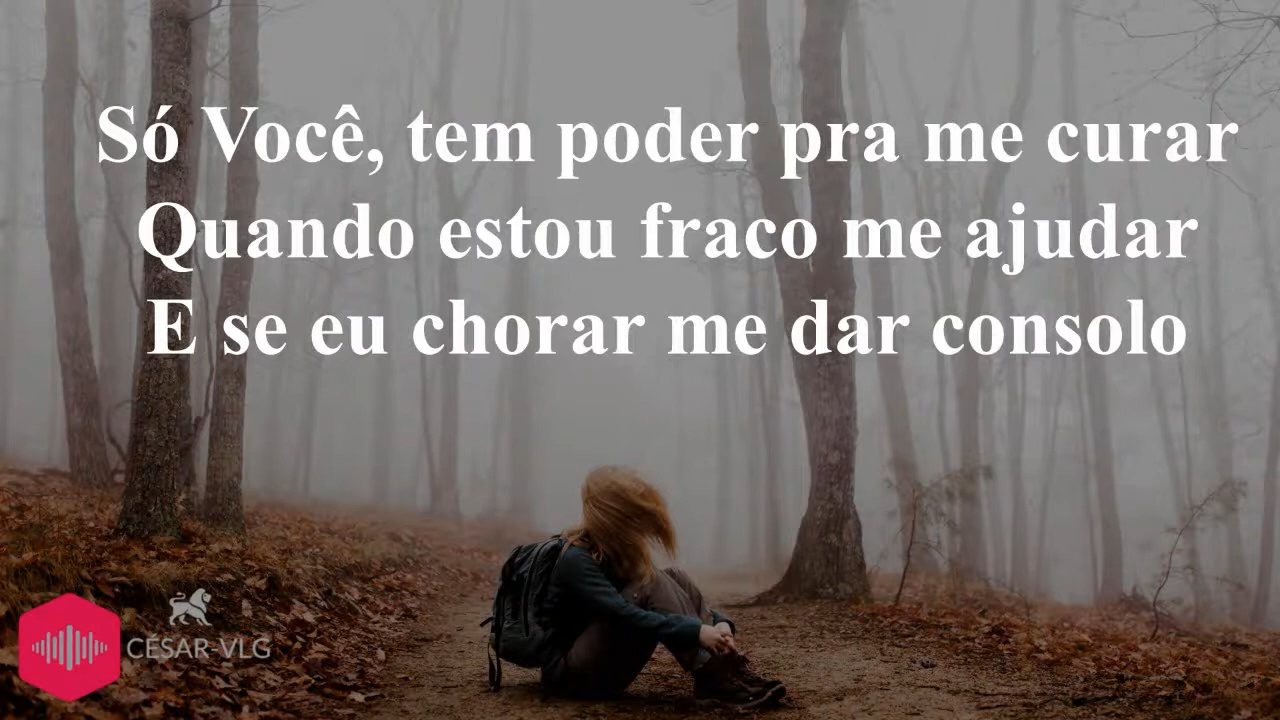 Só Você, tem poder pra me curar
Quando estou fraco me ajudar
E se eu chorar me dar consolo
CÉSAR-VLG